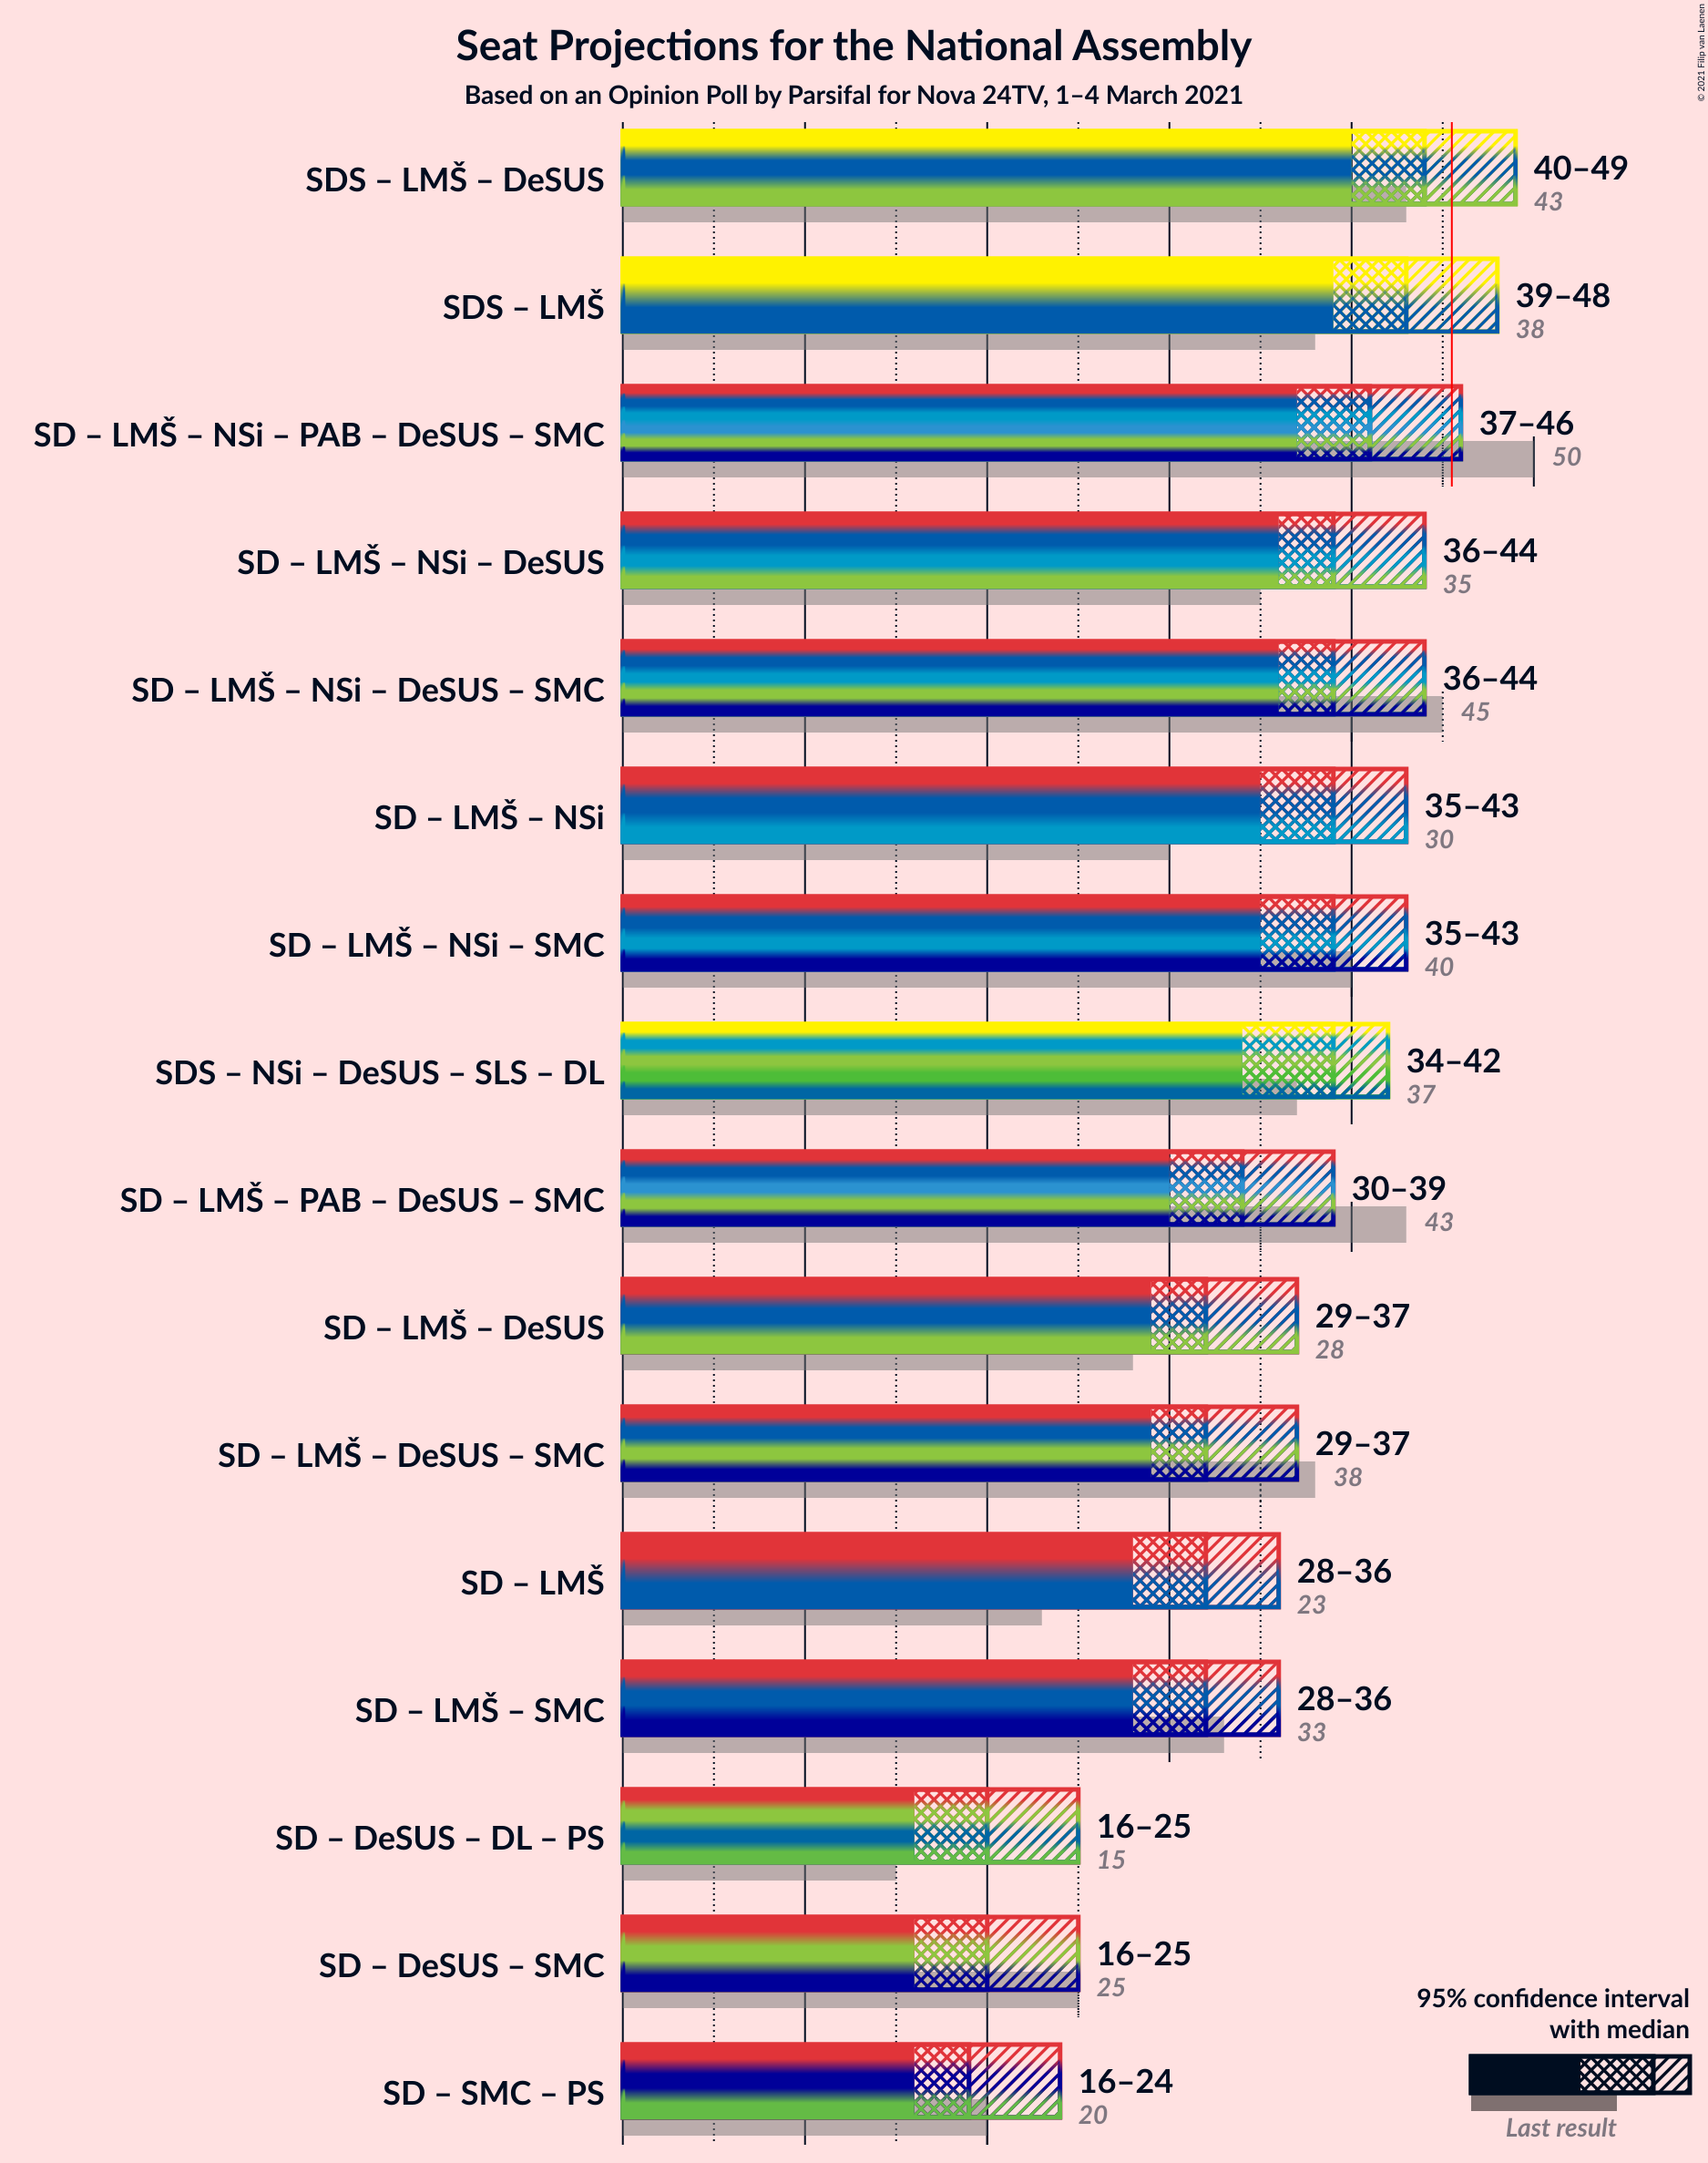 Seat Projections for the National Assembly
Based on an Opinion Poll by Parsifal for Nova 24TV, 1–4 March 2021
© 2021 Filip van Laenen
SDS – LMŠ – DeSUS
40–49
43
SDS – LMŠ
39–48
38
SD – LMŠ – NSi – PAB – DeSUS – SMC
37–46
50
SD – LMŠ – NSi – DeSUS
36–44
35
SD – LMŠ – NSi – DeSUS – SMC
36–44
45
SD – LMŠ – NSi
35–43
30
SD – LMŠ – NSi – SMC
35–43
40
SDS – NSi – DeSUS – SLS – DL
34–42
37
SD – LMŠ – PAB – DeSUS – SMC
30–39
43
SD – LMŠ – DeSUS
29–37
28
SD – LMŠ – DeSUS – SMC
29–37
38
SD – LMŠ
28–36
23
SD – LMŠ – SMC
28–36
33
SD – DeSUS – DL – PS
16–25
15
SD – DeSUS – SMC
16–25
25
SD – SMC – PS
16–24
20
95% confidence interval
with median
Last result